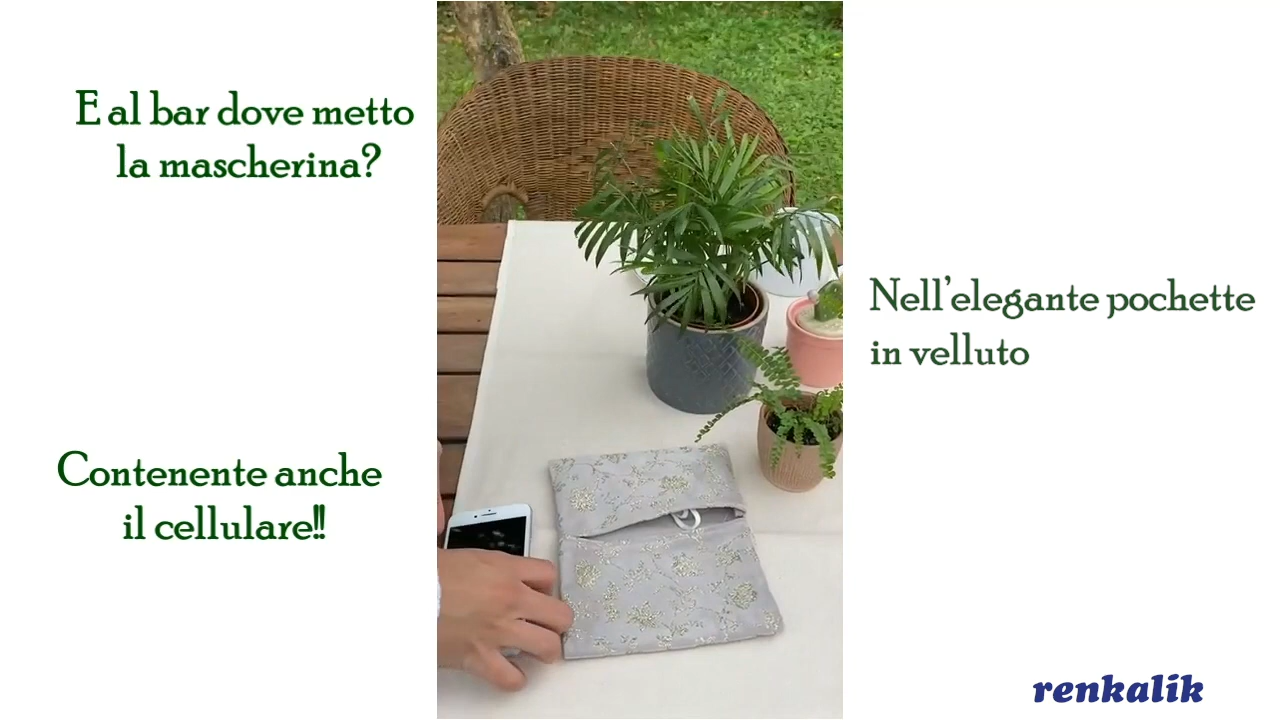 E al bar dove metto
la mascherina?
Nell'elegante pochette
in velluto
Contenente anche
il cellulare!!
renkalik